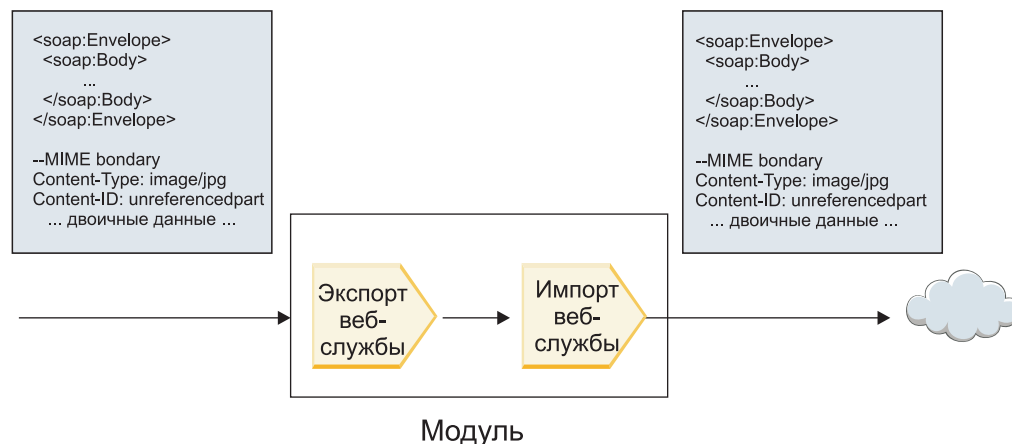 <soap:Envelope>
<soap:Body>
...
</soap:Body>
</soap:Envelope>
--MIME bondary
Content-Type: image/jpg
Content-ID: unreferencedpart
... двоичные данные ...
<soap:Envelope>
<soap:Body>
...
</soap:Body>
</soap:Envelope>
--MIME bondary
Content-Type: image/jpg
Content-ID: unreferencedpart
... двоичные данные ...
Экспорт
веб-
службы
Импорт
веб-
службы
Модуль